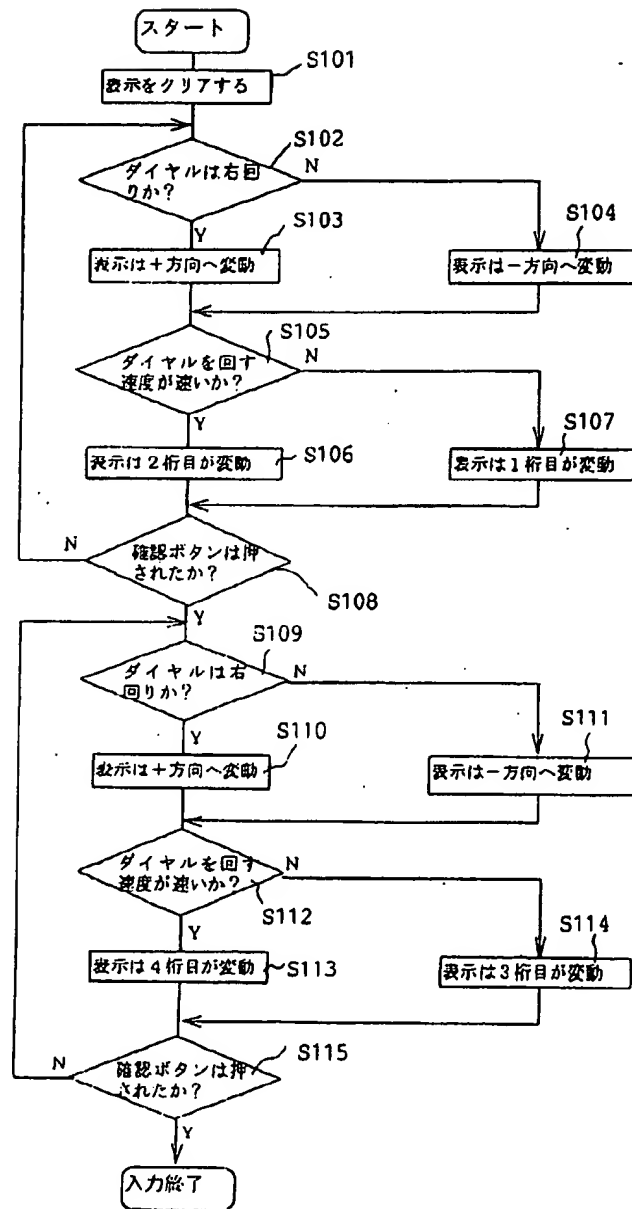 スタート
S101
表示をクリアする
S102
ダイヤルは右回
りか?
N
Y
S103
表示は+方向へ変動
S104
表示は−方向へ変動
S105
ダイヤルを回す
速度が速いか?
N
Y
S106
表示は2桁目が変動
S107
表示は1桁目が変動
N
確認ボタンは押
されたか?
S108
Y
S109
ダイヤルは右
回りか?
N
Y
S110
表示は+方向へ変動
S111
表示は−方向へ変動
ダイヤルを回す
速度が速いか?
N
S112
Y
表示は4桁目が変動
S113
S114
表示は3桁目が変動
N
S115
確認ボタンは押
されたか?
Y
入力終了